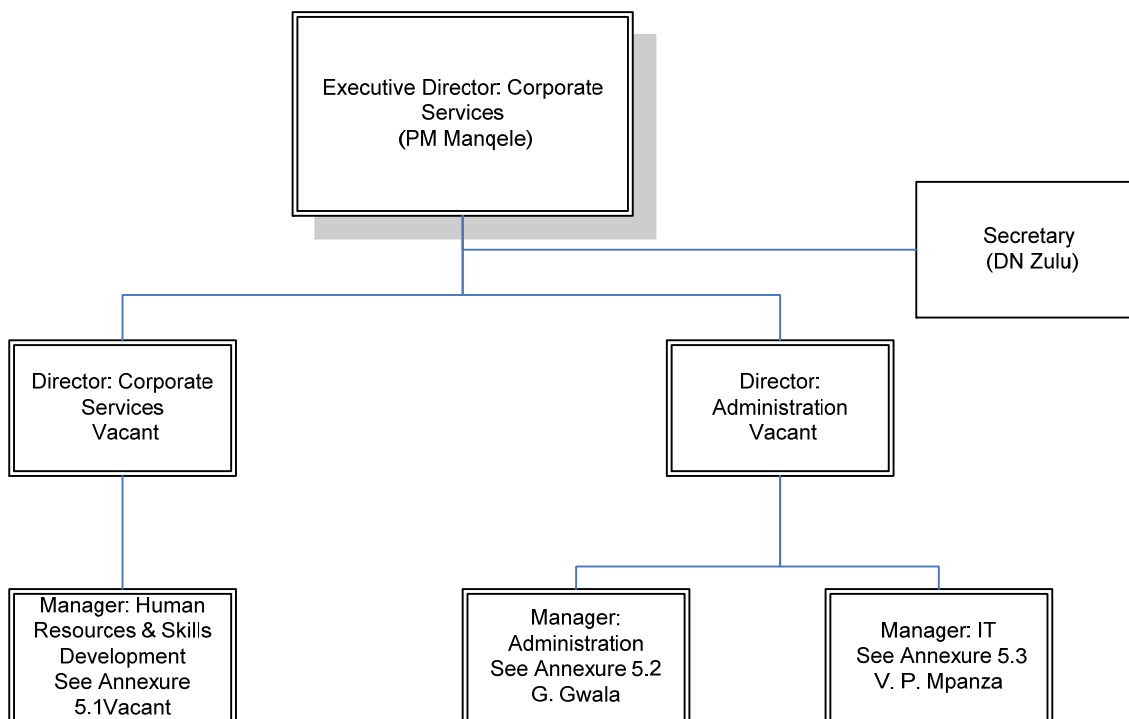 Executive Director: Corporate
Services
(PM Manqele)
Secretary
(DN Zulu)
Director: Corporate
Services
Vacant
Director:
Administration
Vacant
Manager: Human
Resources & Skills
Development
See Annexure
5.1Vacant
Manager:
Administration
See Annexure 5.2
G. Gwala
Manager: IT
See Annexure 5.3
V. P. Mpanza